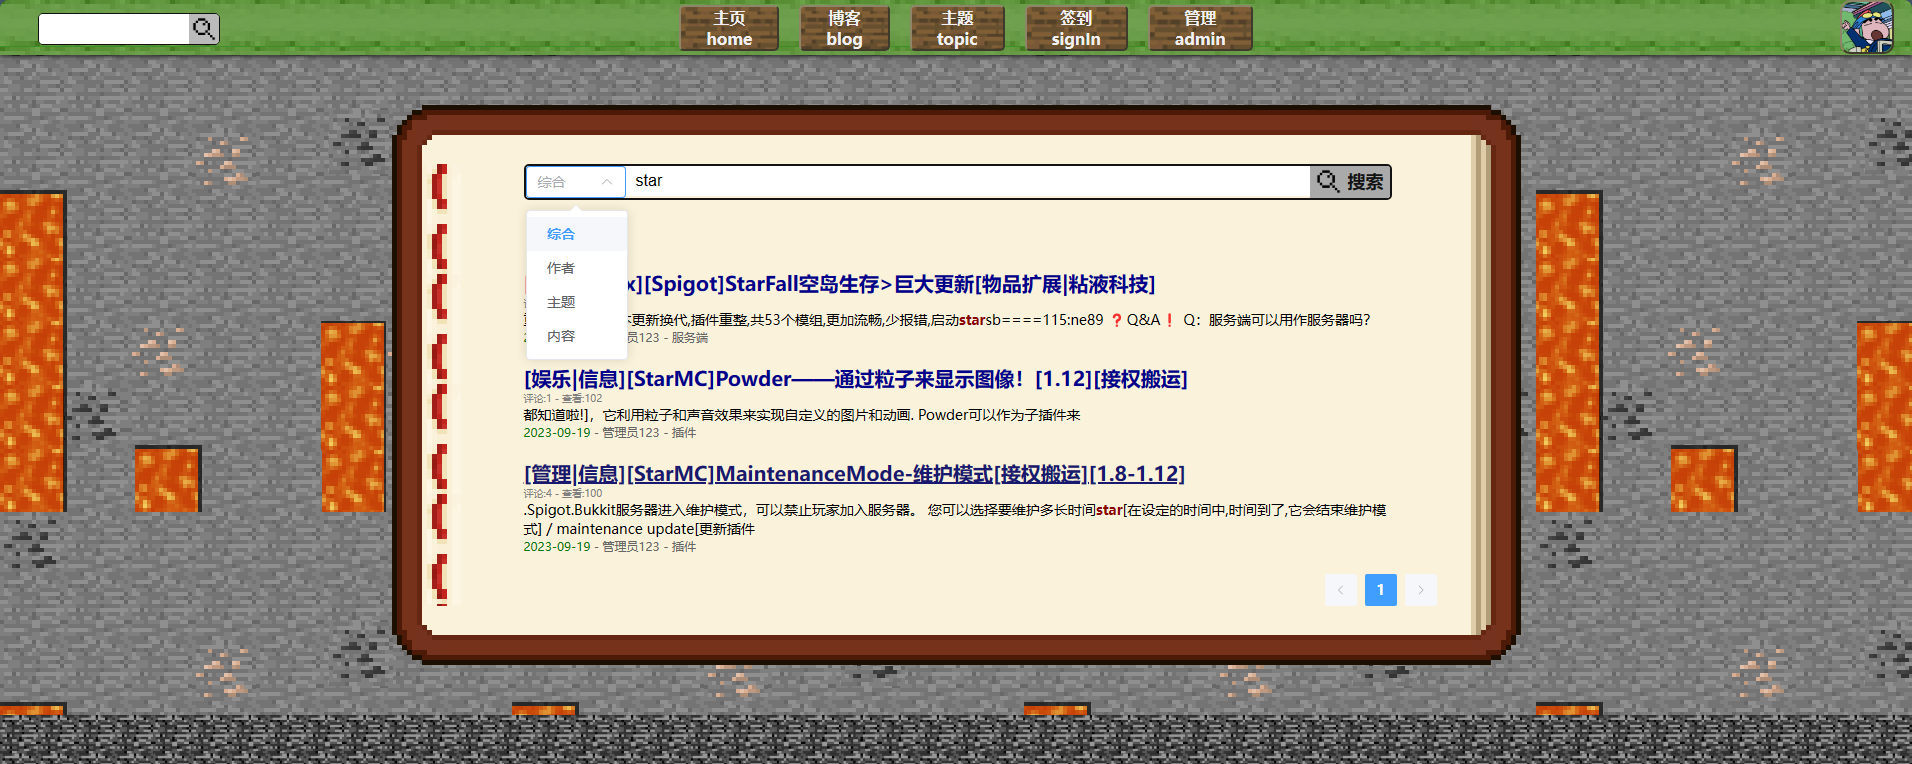 主页
home
博客
blog
主题
topic
签到
signIn
管理
admin
综合
star
搜索
综合
作者
主题
内容
x][Spigot]StarFall空岛生存>巨大更新[物品扩展|粘液科技]
更新换代,插件重整,共53个模组,更加流畅,少报错,启动starsb====115:ne89 ❓Q&A❗ Q：服务端可以用作服务器吗?
员123 - 服务端
[娱乐|信息][StarMC]Powder——通过粒子来显示图像！[1.12][接权搬运]
评论:1 - 查看:102
都知道啦!]，它利用粒子和声音效果来实现自定义的图片和动画. Powder可以作为子插件来
2023-09-19 - 管理员123 - 插件
[管理|信息][StarMC]MaintenanceMode-维护模式[接权搬运][1.8-1.12]
评论:4 - 查看:100
.Spigot.Bukkit服务器进入维护模式，可以禁止玩家加入服务器。 您可以选择要维护多长时间star[在设定的时间中,时间到了,它会结束维护模
式] / maintenance update[更新插件
2023-09-19 - 管理员123 - 插件
1